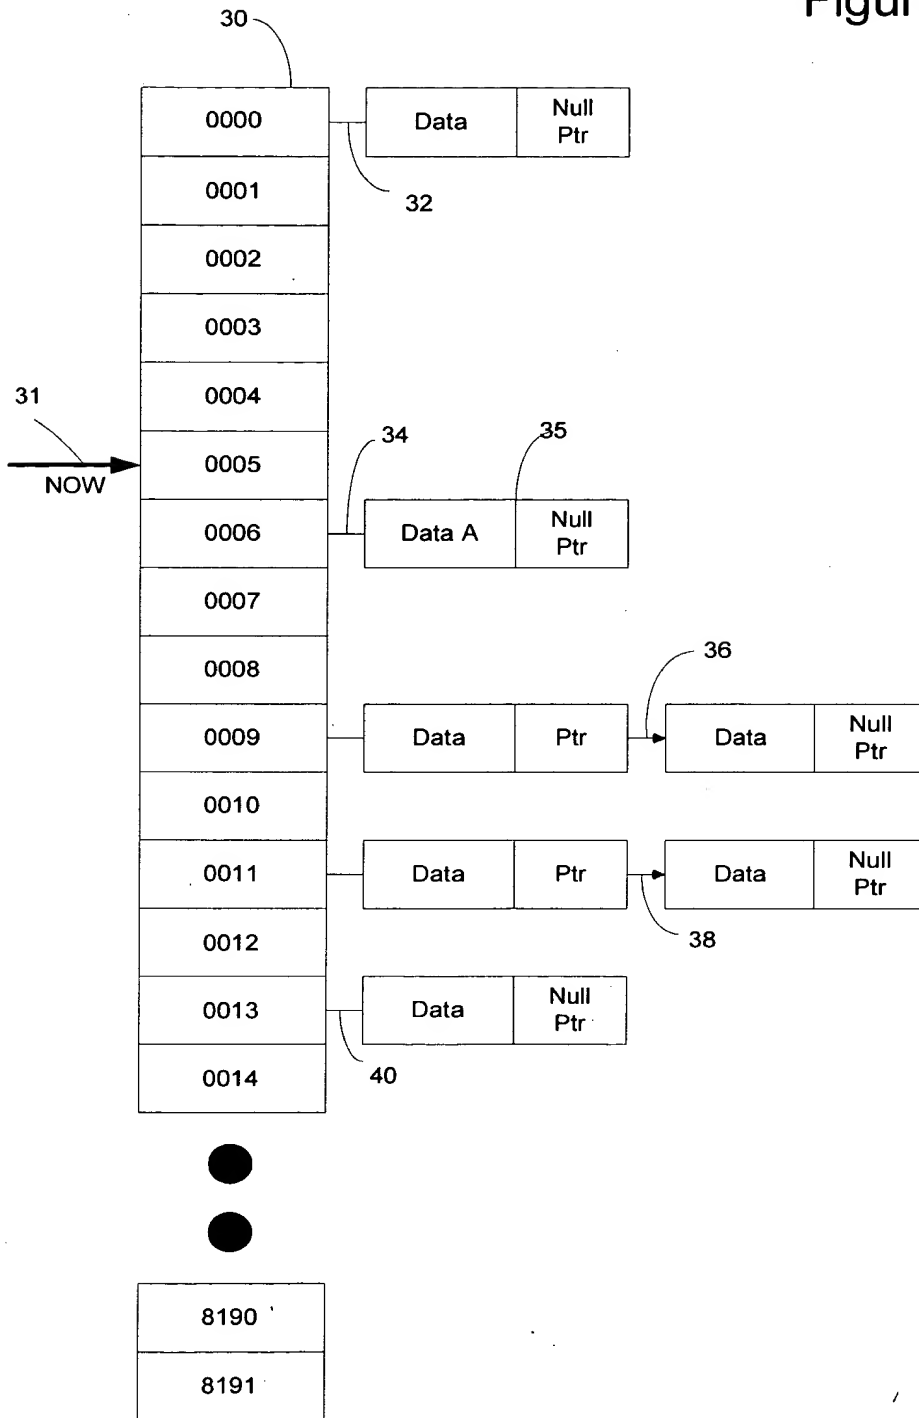 Figur
30
0000 Data Null Ptr
32
0001
0002
0003
0004
31
NOW
0005
34
35
0006 Data A Null Ptr
0007
0008
36
0009 Data Ptr Data Null Ptr
0010
0011 Data Ptr Data Null Ptr
38
0012
0013 Data Null Ptr
40
0014
8190
8191